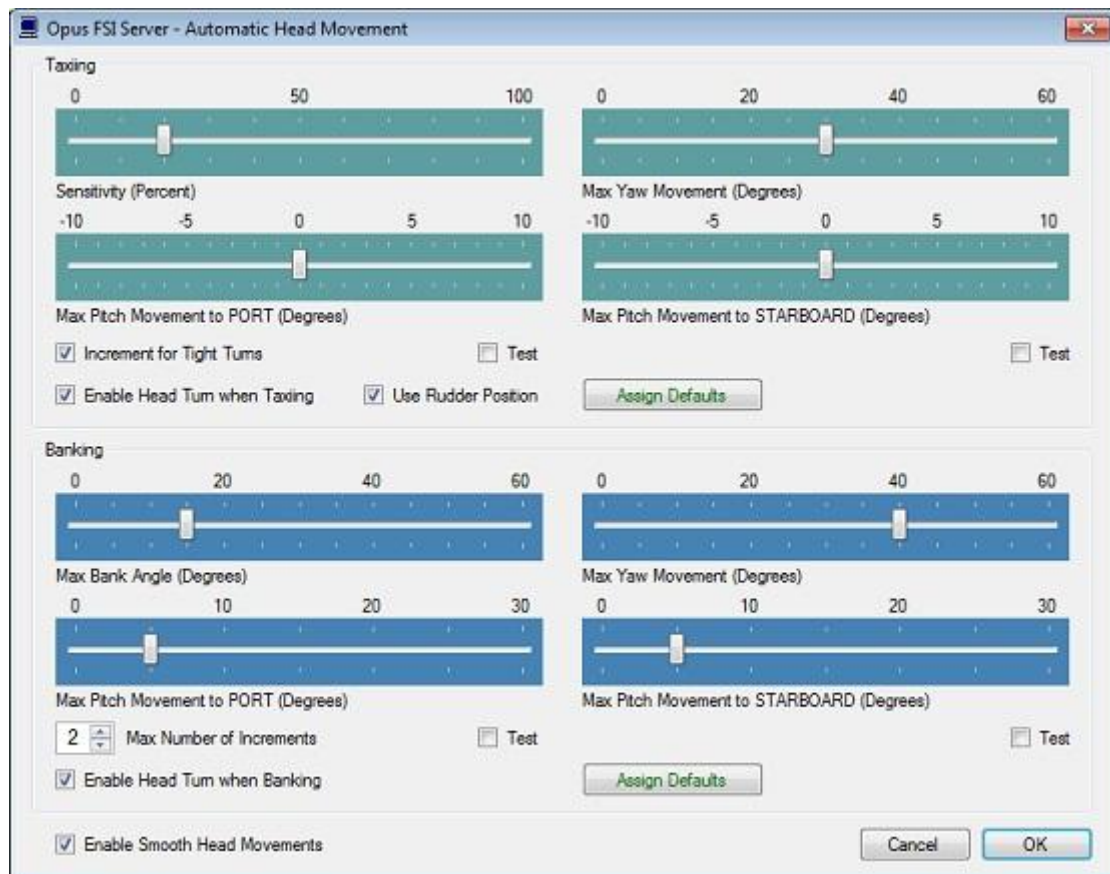 Opus FSI Server - Automatic Head Movement
Taxiing
0 50 100 0 20 40 60
Sensitivity (Percent) Max Yaw Movement (Degrees)
-10 -5 0 5 10 -10 -5 0 5 10
Max Pitch Movement to PORT (Degrees) Max Pitch Movement to STARBOARD (Degrees)
Increment for Tight Turns Test Test
Enable Head Turn when Taxiing Use Rudder Position Assign Defaults
Banking
0 20 40 60 0 20 40 60
Max Bank Angle (Degrees) Max Yaw Movement (Degrees)
0 10 20 30 0 10 20 30
Max Pitch Movement to PORT (Degrees) Max Pitch Movement to STARBOARD (Degrees)
2 Max Number of Increments Test Test
Enable Head Turn when Banking Assign Defaults
Enable Smooth Head Movements Cancel OK